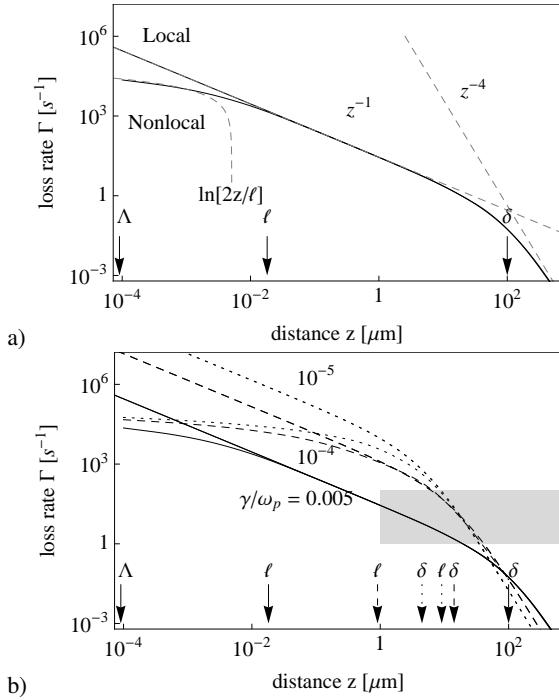 10^6
Local
z^{-4}
z^{-1}
10^3
Nonlocal
loss rate Γ [s^{-1}]
1
ln[2z/ℓ]
Λ ℓ δ
10^{-3}
10^{-4} 10^{-2} 1 10^2
distance z [μm]
a)
10^{-5}
10^6
10^{-4}
10^3
γ/ω_p = 0.005
loss rate Γ [s^{-1}]
1
Λ ℓ ℓ δ ℓ δ δ
10^{-3}
10^{-4} 10^{-2} 1 10^2
distance z [μm]
b)